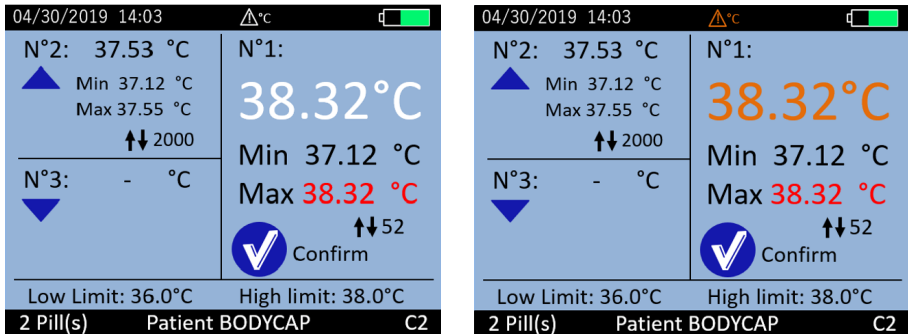 04/30/2019 14:03 °C
N°2: 37.53 °C
Min 37.12 °C
Max 37.55 °C
2000
N°3: - °C
N°1:
38.32°C
Min 37.12 °C
Max 38.32 °C
52
Confirm
Low Limit: 36.0°C High limit: 38.0°C
2 Pill(s) Patient BODYCAP C2
04/30/2019 14:03 °C
N°2: 37.53 °C
Min 37.12 °C
Max 37.55 °C
2000
N°3: - °C
N°1:
38.32°C
Min 37.12 °C
Max 38.32 °C
52
Confirm
Low Limit: 36.0°C High limit: 38.0°C
2 Pill(s) Patient BODYCAP C2